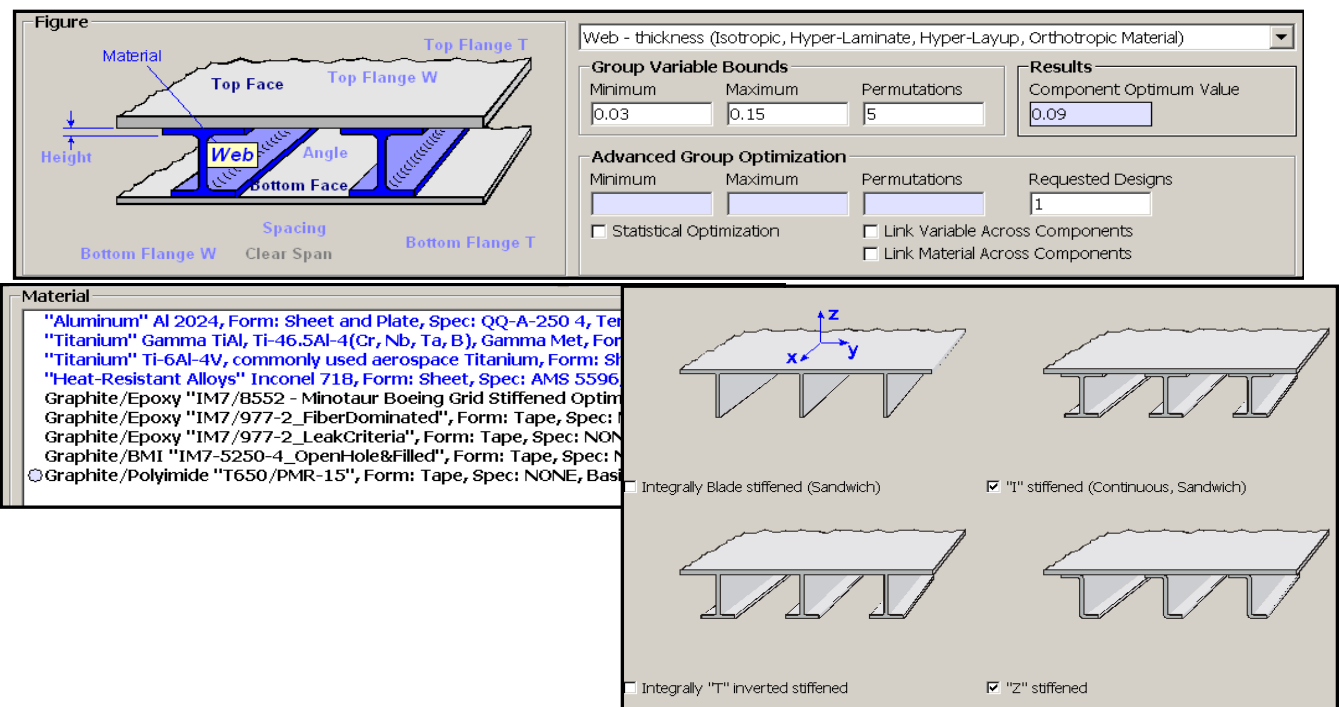 Figure
Top Flange T
Material
Top Flange W
Top Face
Height
Web
Angle
Bottom Face
Spacing
Bottom Flange T
Bottom Flange W
Clear Span
Web - thickness (Isotropic, Hyper-Laminate, Hyper-Layup, Orthotropic Material)
Group Variable Bounds
Minimum Maximum Permutations
0.03 0.15 5
Results
Component Optimum Value
0.09
Advanced Group Optimization
Minimum Maximum Permutations Requested Designs
1
Statistical Optimization
Link Variable Across Components
Link Material Across Components
Material
"Aluminum" Al 2024, Form: Sheet and Plate, Spec: QQ-A-250 4, Te
"Titanium" Gamma TiAl, Ti-46.5Al-4(Cr, Nb, Ta, B), Gamma Met, For
"Titanium" Ti-6Al-4V, commonly used aerospace Titanium, Form: Sh
"Heat-Resistant Alloys" Inconel 718, Form: Sheet, Spec: AMS 5596,
Graphite/Epoxy "IM7/8552 - Minotaur Boeing Grid Stiffened Optim
Graphite/Epoxy "IM7/977-2_FiberDominated", Form: Tape, Spec:
Graphite/Epoxy "IM7/977-2_LeakCriteria", Form: Tape, Spec: NON
Graphite/BMI "IM7-5250-4_OpenHole&Filled", Form: Tape, Spec:
Graphite/Polyimide "T650/PMR-15", Form: Tape, Spec: NONE, Basi
z
x
y
Integrally Blade stiffened (Sandwich)
"I" stiffened (Continuous, Sandwich)
Integrally "T" inverted stiffened
"Z" stiffened